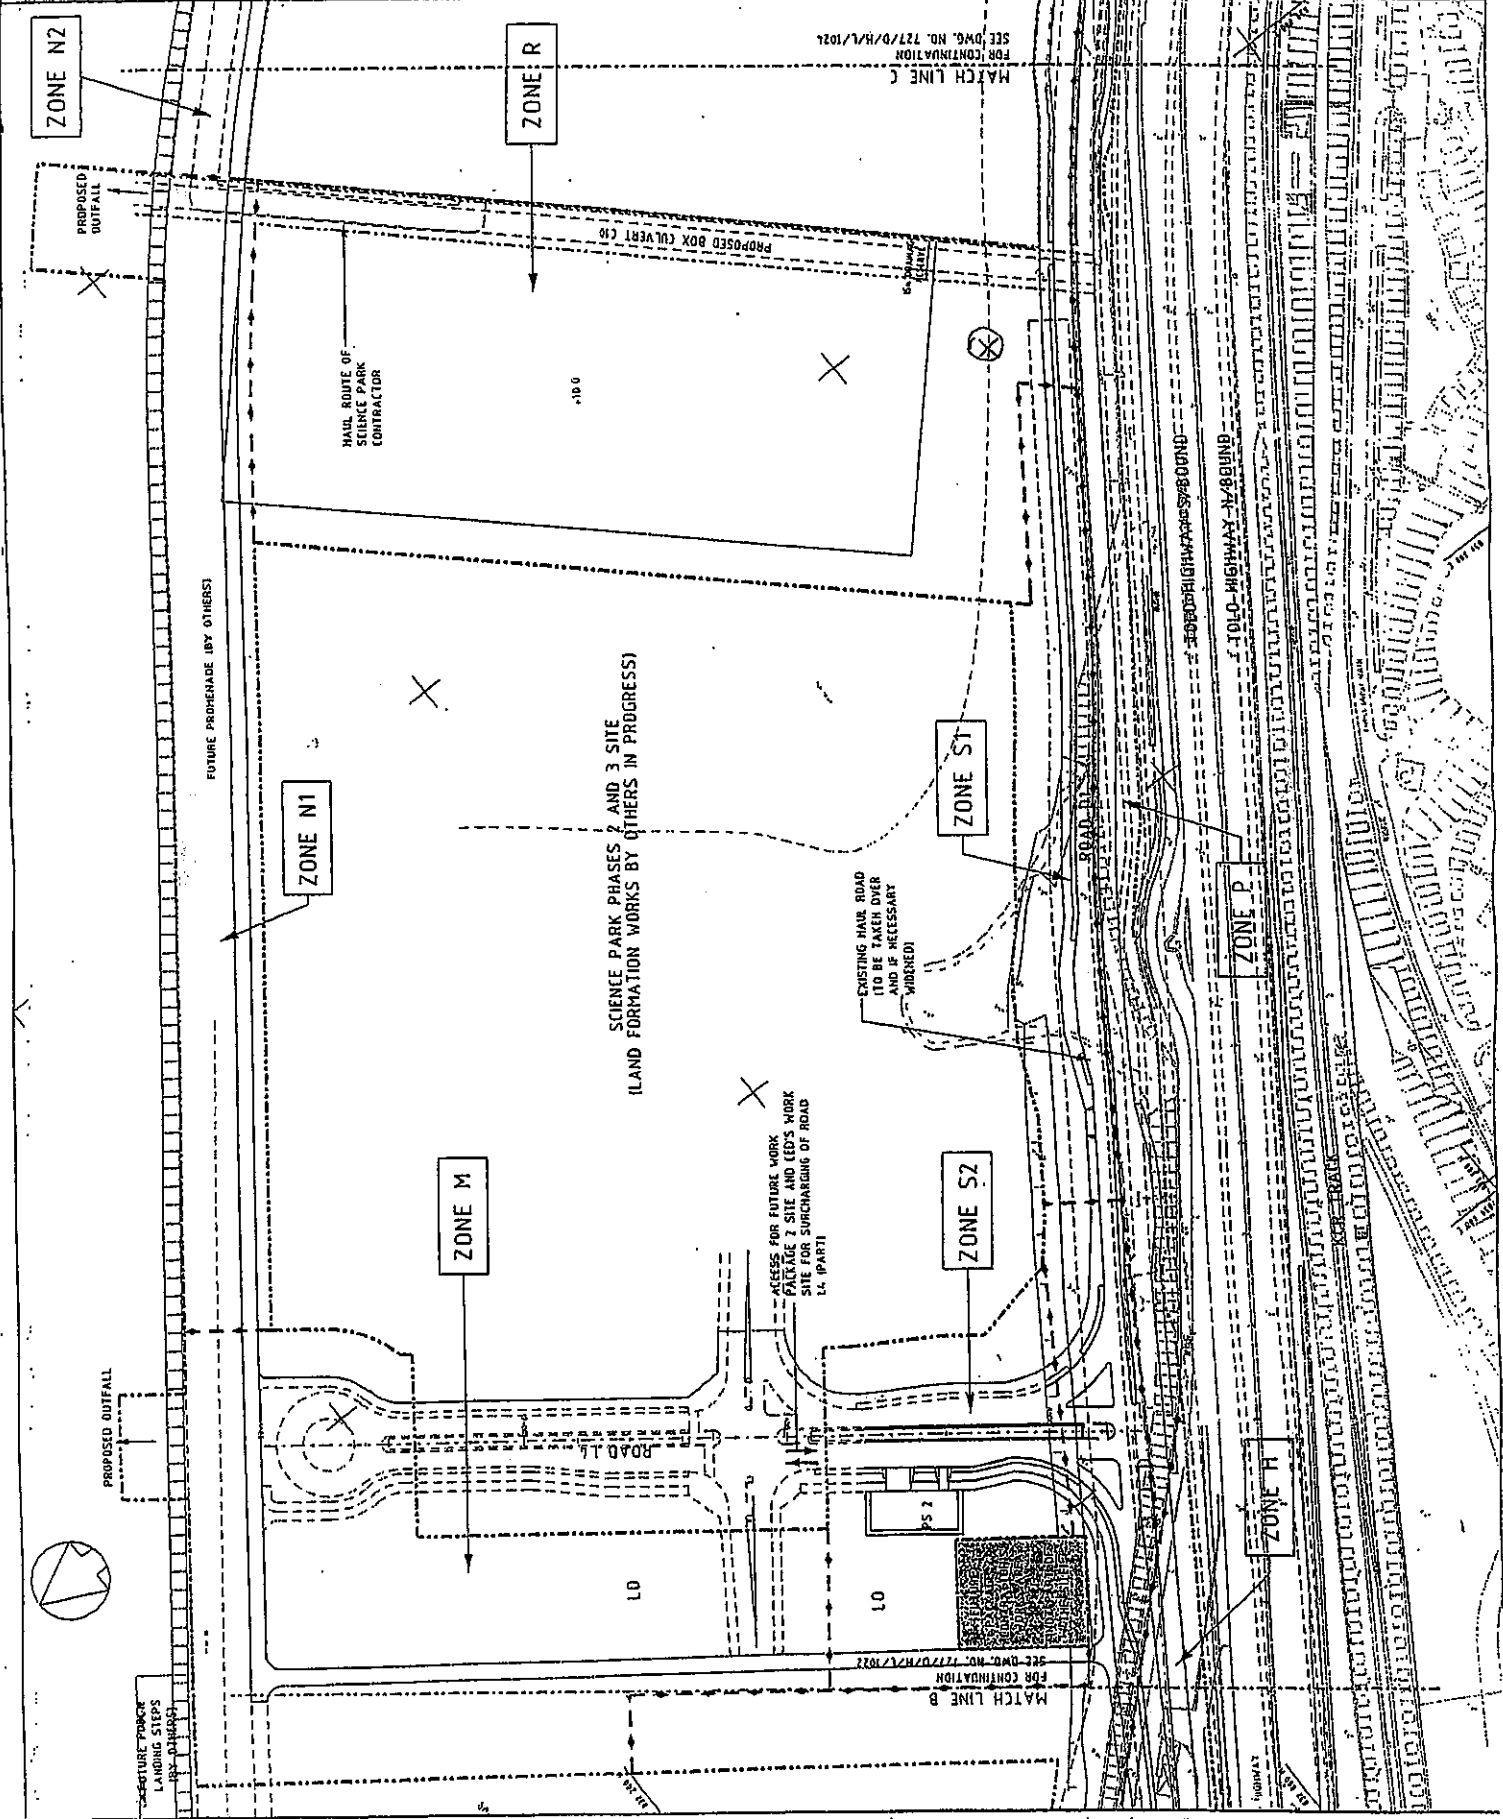 ZONE N2
PROPOSED
OUTFALL
ZONE R
MATCH LINE C
FOR CONTINUATION
SEE DWG. NO. 727/D/H/L/1024
PROPOSED BOX CULVERT C10
HAUL ROUTE OF
SCIENCE PARK
CONTRACTOR
FUTURE PROMENADE (BY OTHERS)
ZONE N1
SCIENCE PARK PHASES 2 AND 3 SITE
(LAND FORMATION WORKS BY OTHERS IN PROGRESS)
ZONE S1
ROAD D1
TOLO HIGHWAY S/BOUND
TOLO HIGHWAY N/BOUND
ZONE P
EXISTING HAUL ROAD
(TO BE TAKEN OVER
AND IF NECESSARY
WIDENED)
ZONE M
ACCESS FOR FUTURE WORK
PACKAGE 2 SITE AND CED'S WORK
SITE FOR SURCHARGING OF ROAD
L4 (PART)
ZONE S2
KCR TRACK
PROPOSED OUTFALL
ROAD L4
PS 2
ZONE H
LO
LO
MATCH LINE B
FOR CONTINUATION
SEE DWG. NO. 727/D/H/L/1022
LANDING STEPS
(BY OTHERS)
HIGHWAY